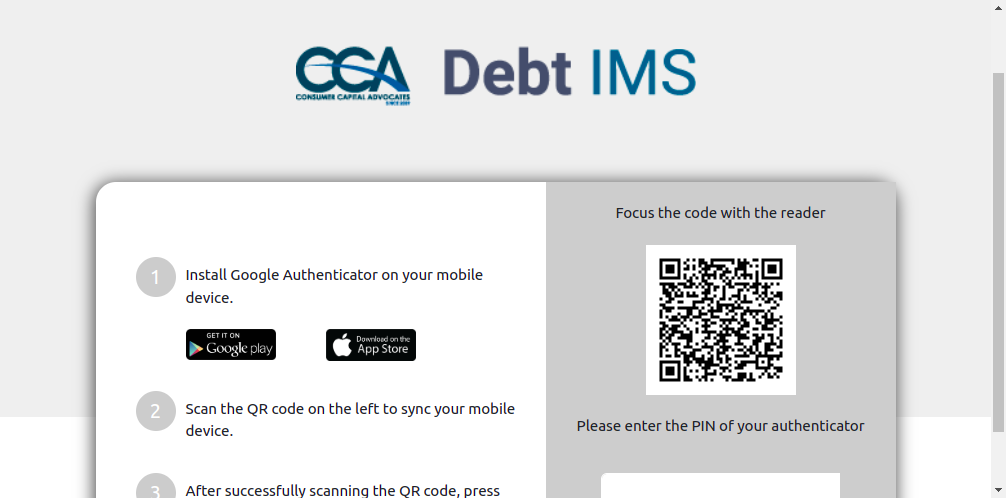 CCA
CONSUMER CAPITAL ADVOCATES
SINCE 2007
Debt IMS
1
Install Google Authenticator on your mobile
device.
GET IT ON
Google play
Download on the
App Store
2
Scan the QR code on the left to sync your mobile
device.
3
After successfully scanning the QR code, press
Focus the code with the reader
Please enter the PIN of your authenticator